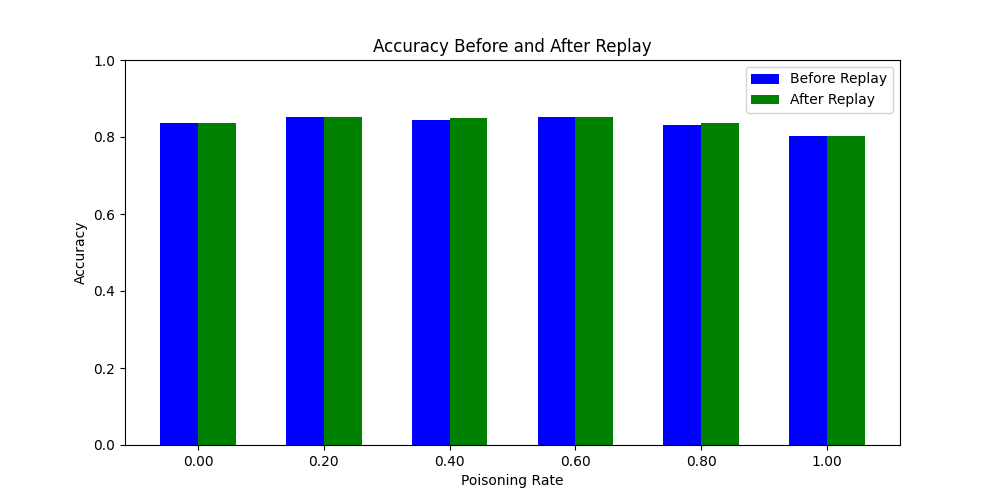 Accuracy Before and After Replay
1.0
0.8
0.6
0.4
0.2
0.0
Accuracy
Before Replay
After Replay
0.00 0.20 0.40 0.60 0.80 1.00
Poisoning Rate